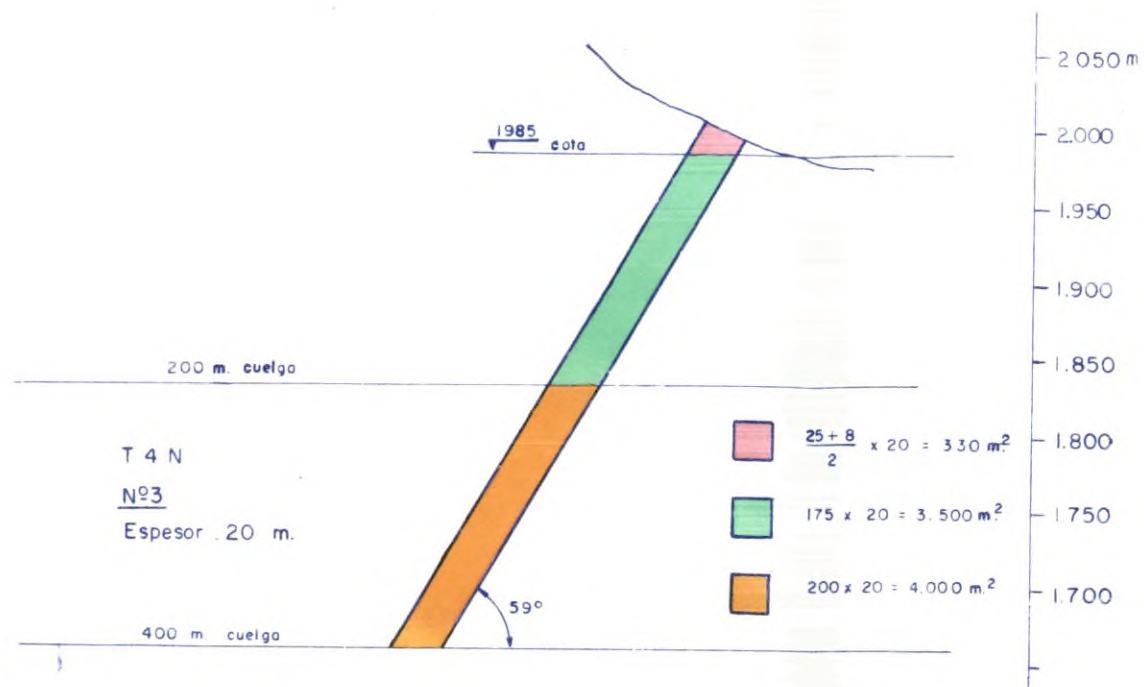 2 050 m
1985
cota
2.000
1.950
1.900
200 m. cuelga
1.850
T 4 N
Nº3
Espesor . 20 m.
25 + 8
2
x 20 = 330 m.²
1.800
175 x 20 = 3.500 m²
1.750
200 x 20 = 4.000 m.²
1.700
59º
400 m cuelga